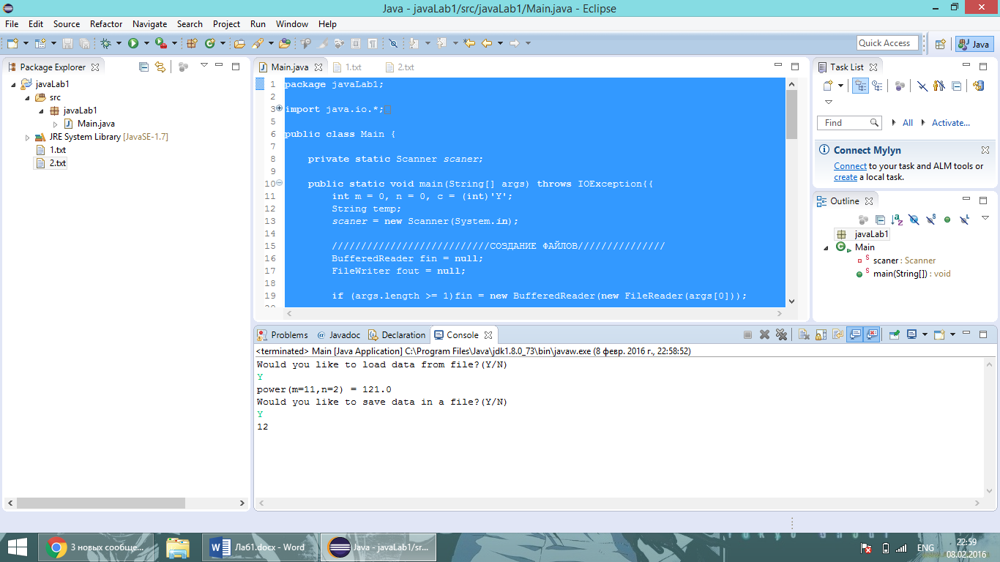 Java - javaLab1/src/javaLab1/Main.java - Eclipse
File Edit Source Refactor Navigate Search Project Run Window Help
Quick Access
Java
Package Explorer
javaLab1
src
javaLab1
Main.java
JRE System Library [JavaSE-1.7]
1.txt
2.txt
Main.java 1.txt 2.txt
1 package javaLab1;
2
3 import java.io.*;
5
6 public class Main {
7
8 private static Scanner scaner;
9
10 public static void main(String[] args) throws IOException{{
11 int m = 0, n = 0, c = (int)'Y';
12 String temp;
13 scaner = new Scanner(System.in);
14
15 ///////////////////////////СОЗДАНИЕ ФАЙЛОВ///////////////
16 BufferedReader fin = null;
17 FileWriter fout = null;
18
19 if (args.length >= 1)fin = new BufferedReader(new FileReader(args[0]));
Task List
Find
All
Activate...
Connect Mylyn
Connect to your task and ALM tools or
create a local task.
Outline
javaLab1
Main
scaner : Scanner
main(String[]) : void
Problems @ Javadoc Declaration Console
<terminated> Main [Java Application] C:\Program Files\Java\jdk1.8.0_73\bin\javaw.exe (8 февр. 2016 г., 22:58:52)
Would you like to load data from file?(Y/N)
Y
power(m=11,n=2) = 121.0
Would you like to save data in a file?(Y/N)
Y
12
3 новых сообще...
Лаб1.docx - Word
Java - javaLab1/sr...
ENG
22:59
08.02.2016